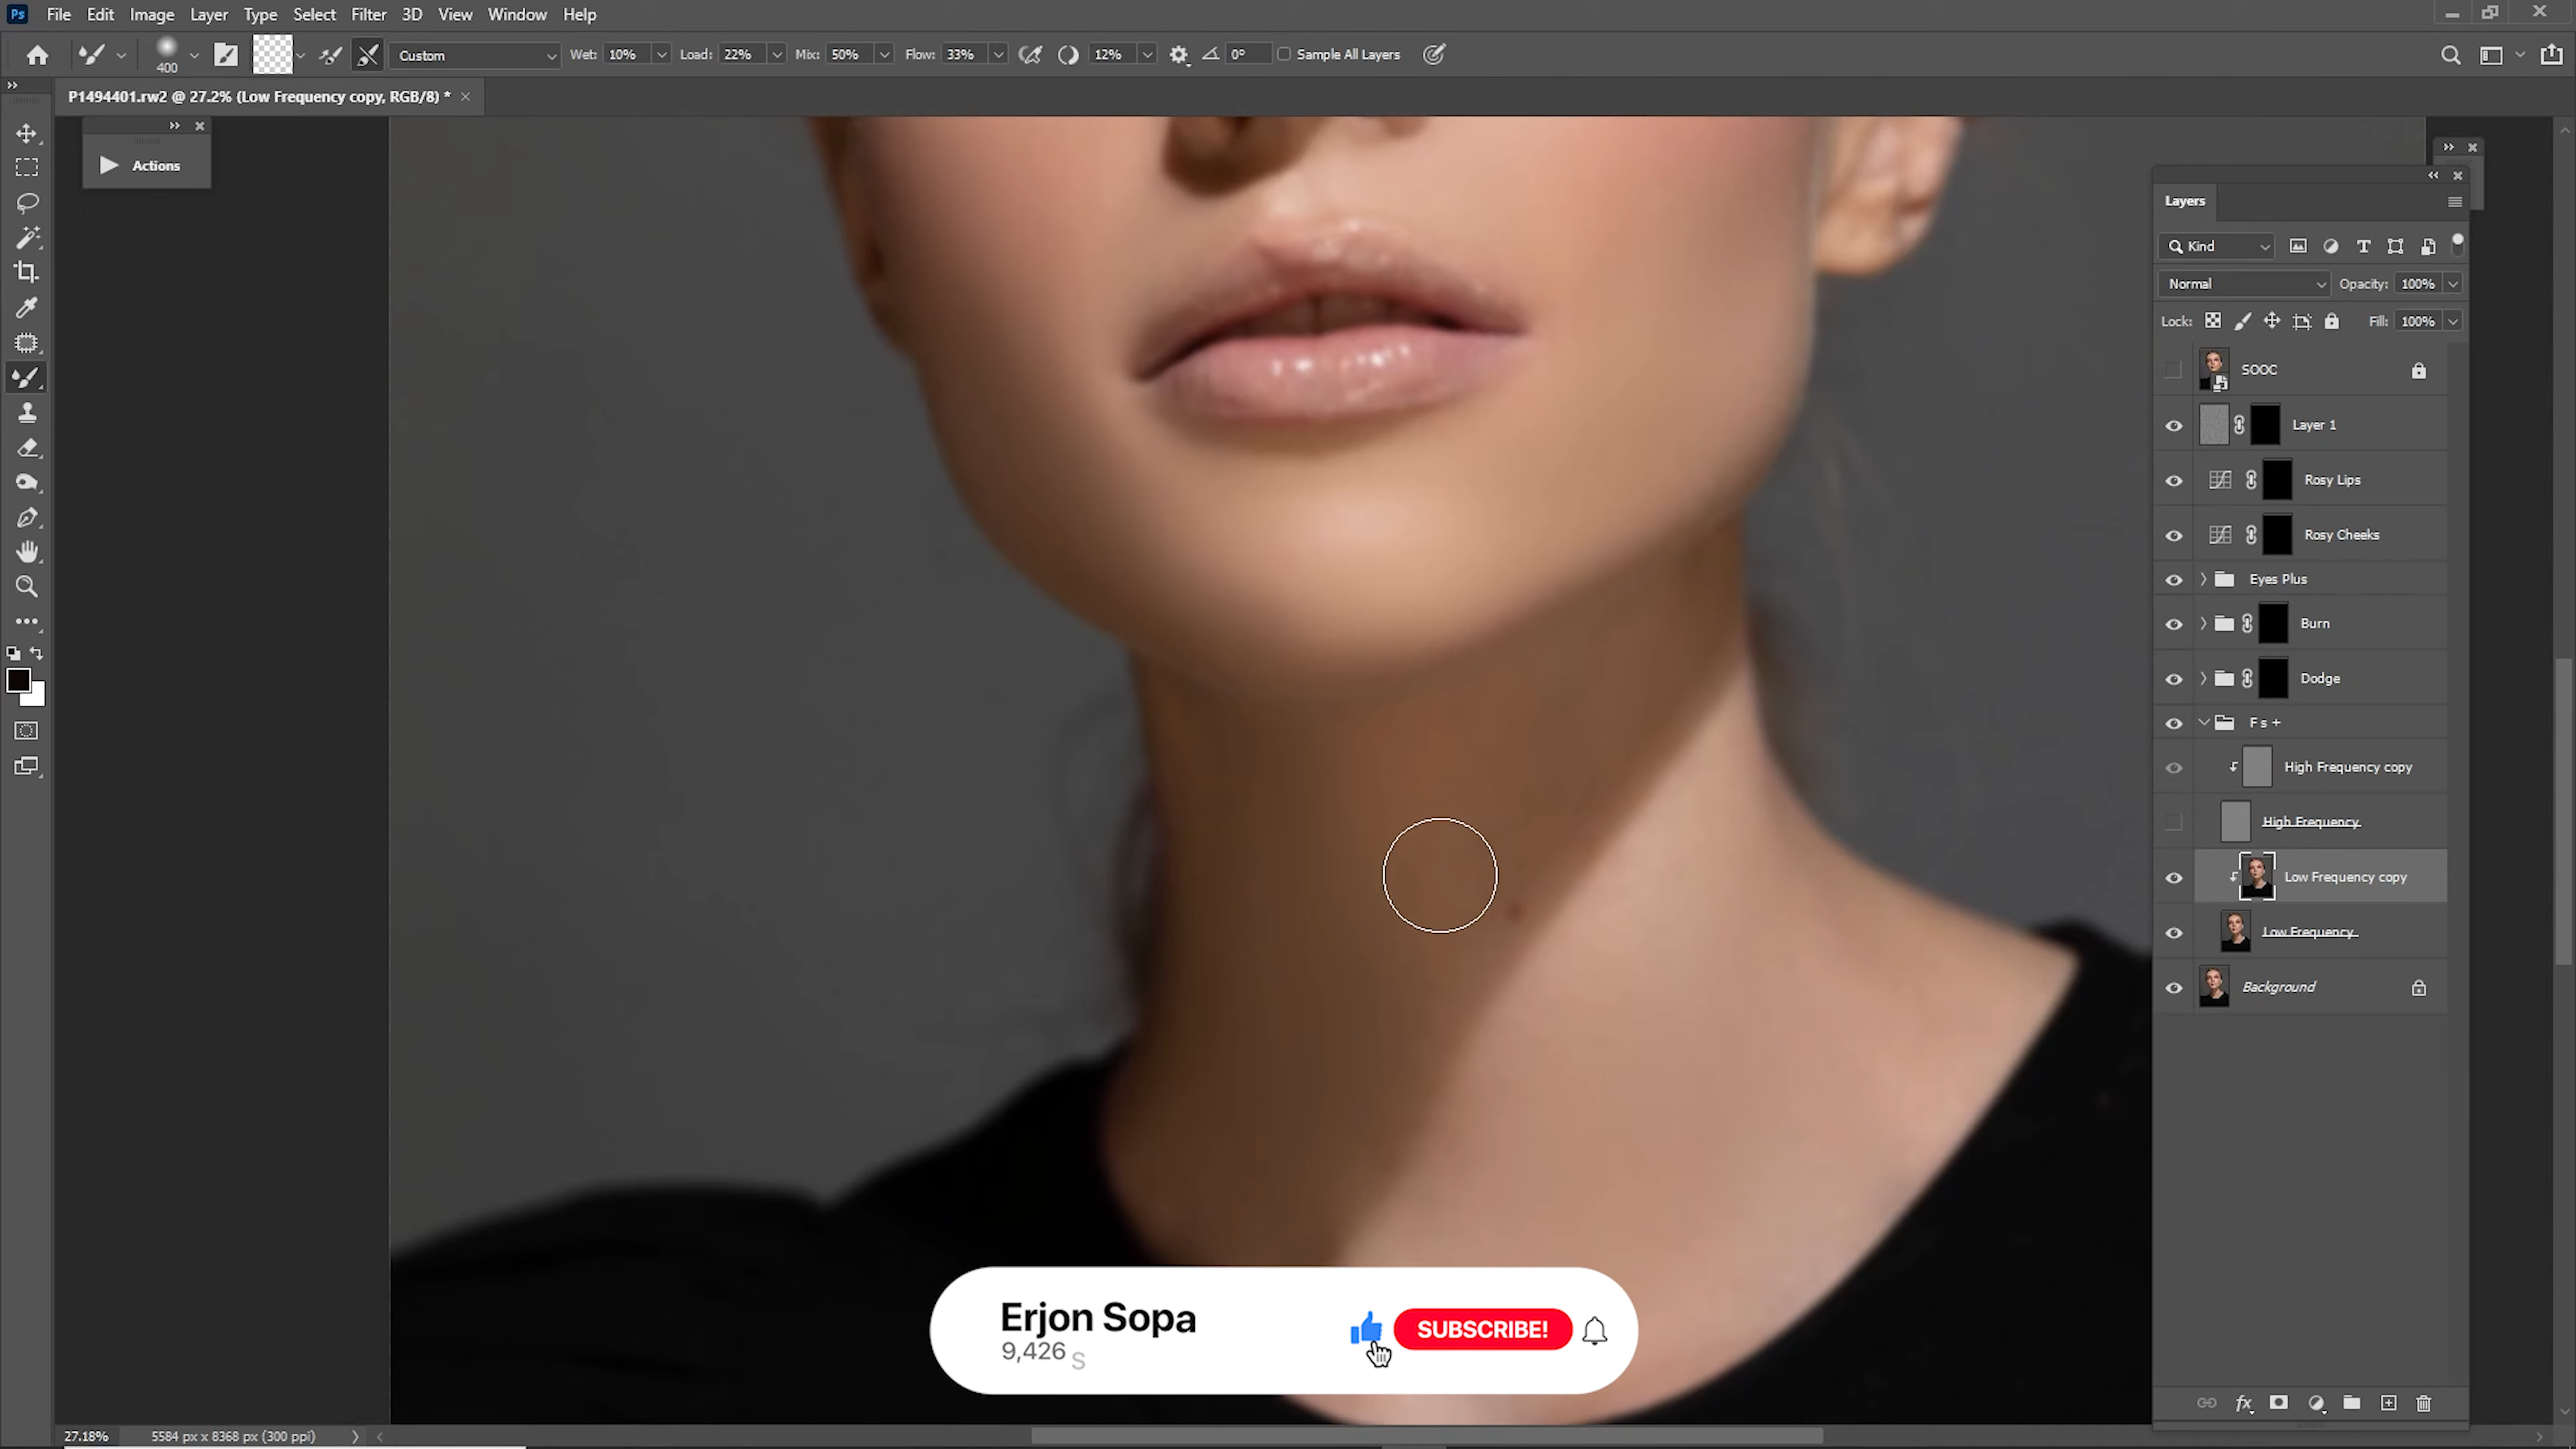 Ps File Edit Image Layer Type Select Filter 3D View Window Help
400 Custom Wet: 10% Load: 22% Mix: 50% Flow: 33% 12% 0° Sample All Layers
P1494401.rw2 @ 27.2% (Low Frequency copy, RGB/8) *
Actions
Layers
Kind
Normal Opacity: 100%
Lock: Fill: 100%
SOOC
Layer 1
Rosy Lips
Rosy Cheeks
Eyes Plus
Burn
Dodge
F s +
High Frequency copy
High Frequency
Low Frequency copy
Low Frequency
Background
Erjon Sopa
9,426 S
SUBSCRIBE!
fx
27.18% 5584 px x 8368 px (300 ppi)